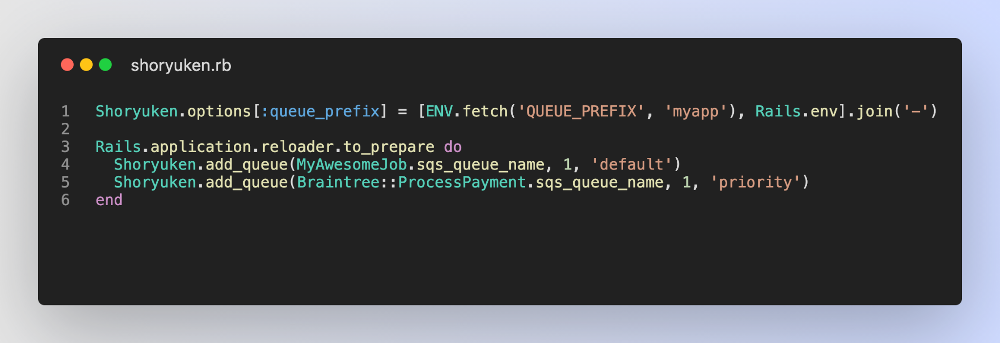 shoryuken.rb
1 Shoryuken.options[:queue_prefix] = [ENV.fetch('QUEUE_PREFIX', 'myapp'), Rails.env].join('-')
2
3 Rails.application.reloader.to_prepare do
4   Shoryuken.add_queue(MyAwesomeJob.sqs_queue_name, 1, 'default')
5   Shoryuken.add_queue(Braintree::ProcessPayment.sqs_queue_name, 1, 'priority')
6 end